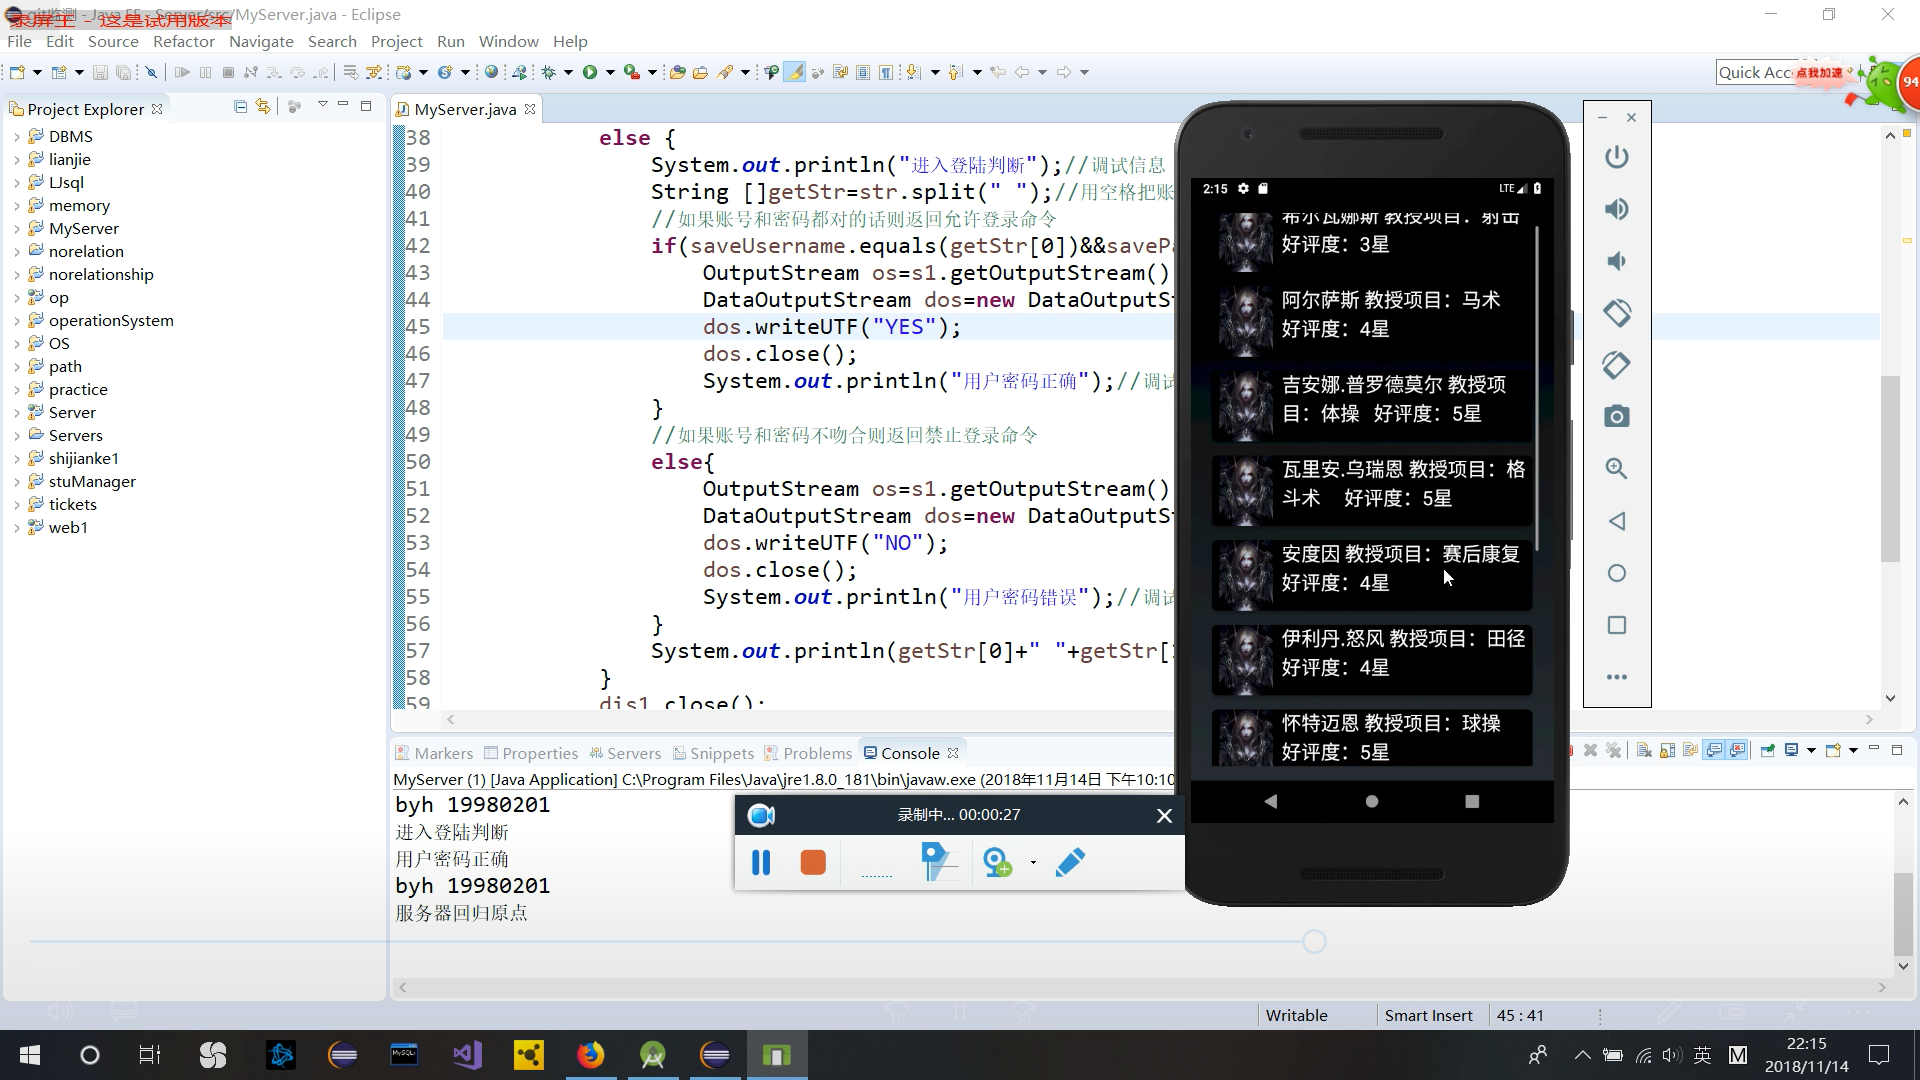 录屏王 - 这是试用版本
MyServer.java - Eclipse
File Edit Source Refactor Navigate Search Project Run Window Help
Quick Acc
点我加速
94
Project Explorer
DBMS
lianjie
LJsql
memory
MyServer
norelation
norelationship
op
operationSystem
OS
path
practice
Server
Servers
shijianke1
stuManager
tickets
web1
MyServer.java
38 else {
39 System.out.println("进入登陆判断");//调试信息
40 String []getStr=str.split(" ");//用空格把账
41 //如果账号和密码都对的话则返回允许登录命令
42 if(saveUsername.equals(getStr[0])&&savePa
43 OutputStream os=s1.getOutputStream()
44 DataOutputStream dos=new DataOutputSt
45 dos.writeUTF("YES");
46 dos.close();
47 System.out.println("用户密码正确");//调试
48 }
49 //如果账号和密码不吻合则返回禁止登录命令
50 else{
51 OutputStream os=s1.getOutputStream()
52 DataOutputStream dos=new DataOutputSt
53 dos.writeUTF("NO");
54 dos.close();
55 System.out.println("用户密码错误");//调试
56 }
57 System.out.println(getStr[0]+" "+getStr[1
58 }
59 dis1.close();
2:15
LTE
希尔瓦娜斯 教授项目：射击
好评度：3星
阿尔萨斯 教授项目：马术
好评度：4星
吉安娜.普罗德莫尔 教授项
目：体操 好评度：5星
瓦里安.乌瑞恩 教授项目：格
斗术 好评度：5星
安度因 教授项目：赛后康复
好评度：4星
伊利丹.怒风 教授项目：田径
好评度：4星
怀特迈恩 教授项目：球操
好评度：5星
Markers Properties Servers Snippets Problems Console
MyServer (1) [Java Application] C:\Program Files\Java\jre1.8.0_181\bin\javaw.exe (2018年11月14日 下午10:10
byh 19980201
进入登陆判断
用户密码正确
byh 19980201
服务器回归原点
录制中... 00:00:27
Writable Smart Insert 45 : 41
MySQL
英 M
22:15
2018/11/14